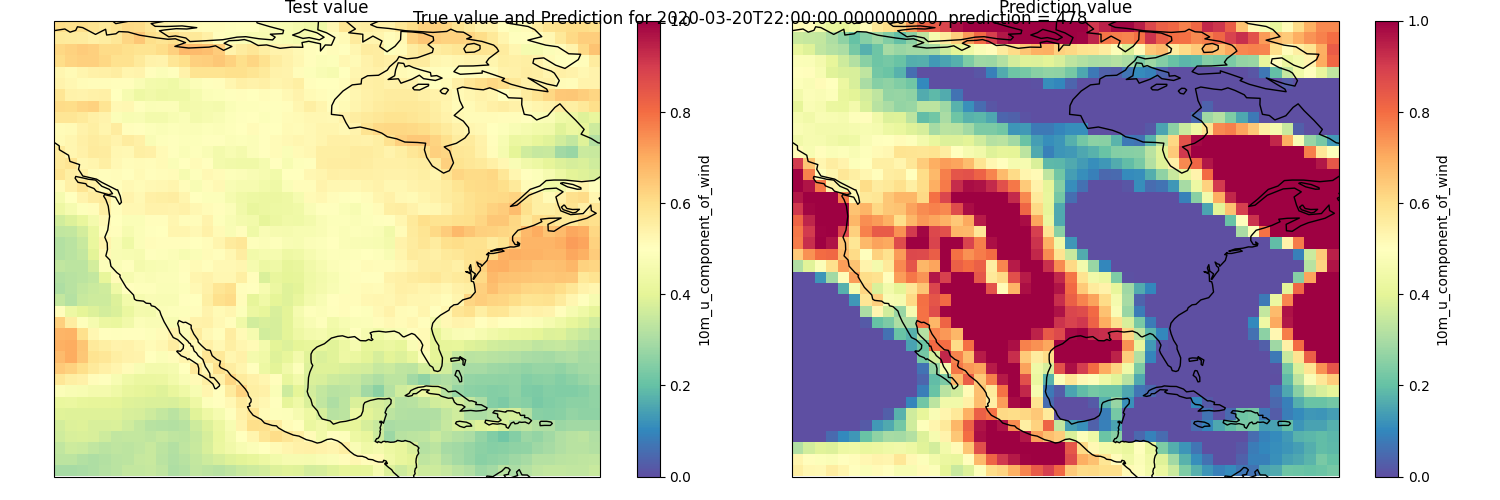 Test value
True value and Prediction for 2020-03-20T22:00:00.000000000, prediction = 478
Prediction value
1.0
0.8
0.6
0.4
0.2
0.0
10m_u_component_of_wind
1.0
0.8
0.6
0.4
0.2
0.0
10m_u_component_of_wind